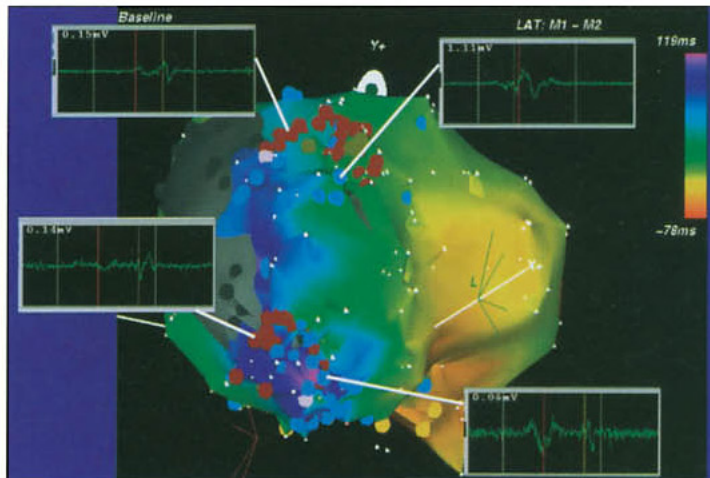 Baseline
LAT: M1 - M2
0.15mV
1.11mV
Y+
119ms
-78ms
0.14mV
L
X+
0.04mV